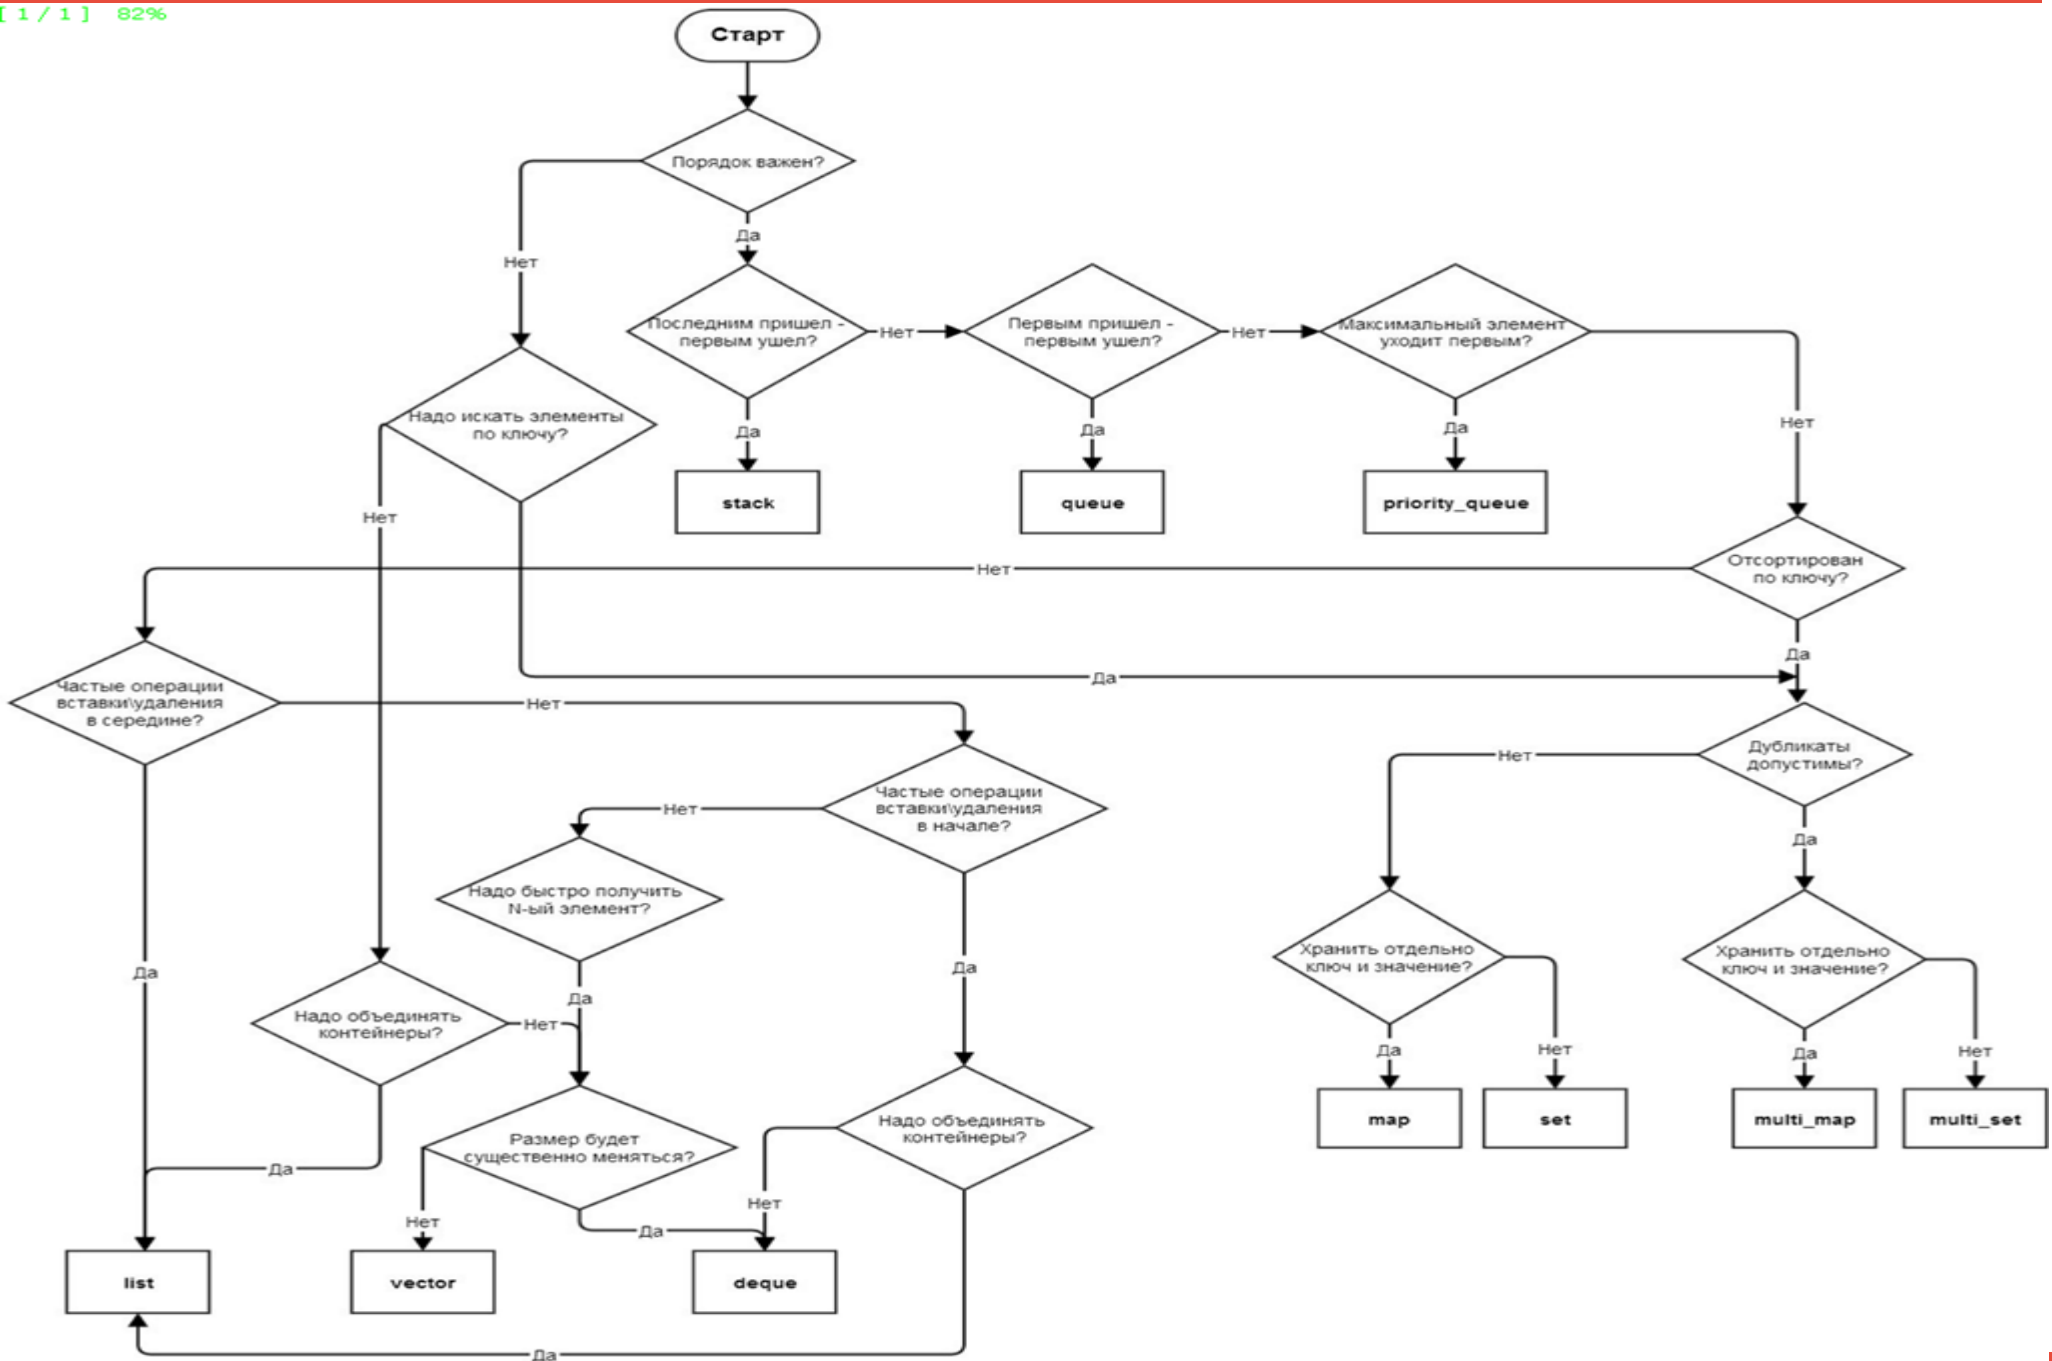 [ 1 / 1 ] 82%
Старт
Порядок важен?
Нет
Да
Последним пришел -
первым ушел?
Нет
Первым пришел -
первым ушел?
Нет
Максимальный элемент
уходит первым?
Надо искать элементы
по ключу?
Да
Да
Да
Нет
stack
queue
priority_queue
Нет
Отсортирован
по ключу?
Нет
Да
Да
Частые операции
вставки\удаления
в середине?
Нет
Дубликаты
допустимы?
Нет
Частые операции
вставки\удаления
в начале?
Нет
Да
Надо быстро получить
N-ый элемент?
Хранить отдельно
ключ и значение?
Хранить отдельно
ключ и значение?
Да
Да
Да
Надо объединять
контейнеры?
Нет
Да
Нет
Да
Нет
map
set
multi_map
multi_set
Надо объединять
контейнеры?
Размер будет
существенно меняться?
Да
Нет
Нет
Да
list
vector
deque
Да